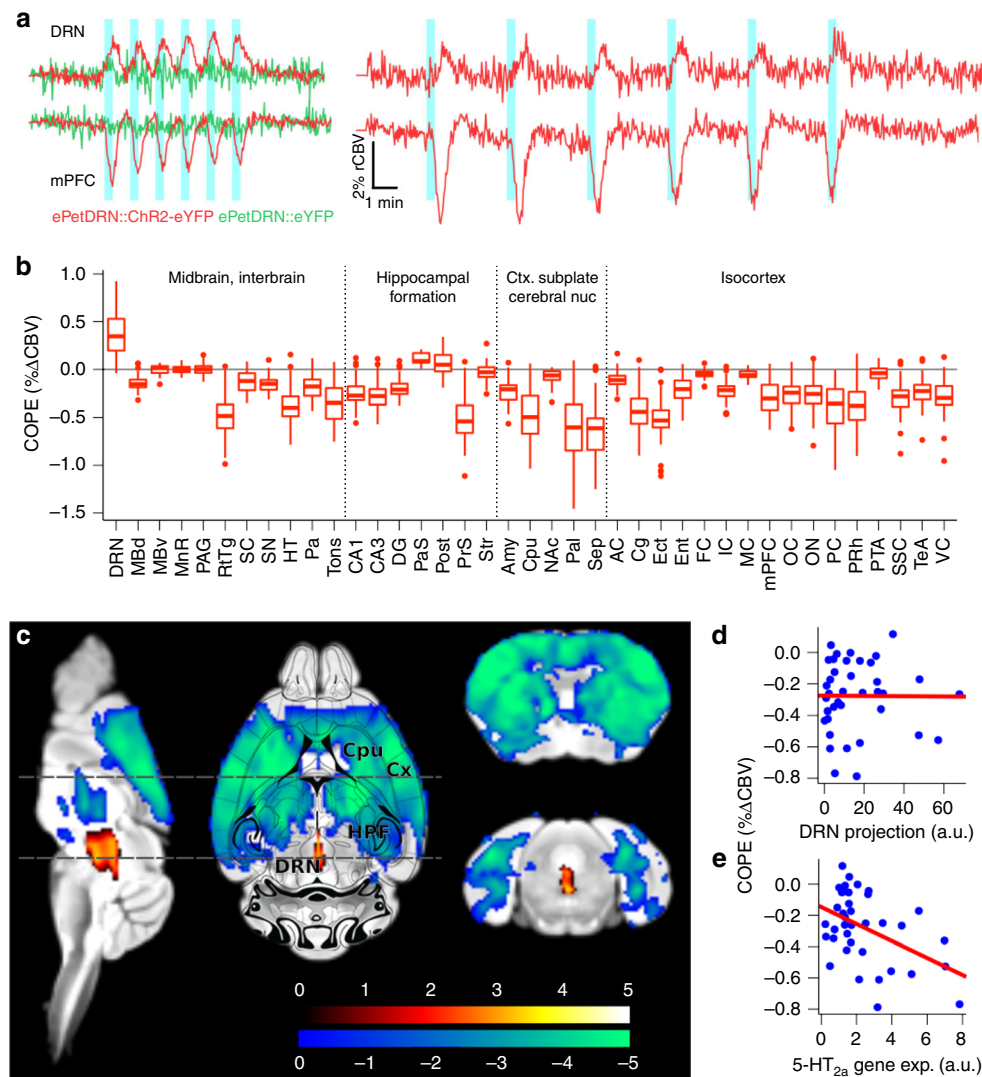 a
DRN
mPFC
2% rCBV
1 min
ePetDRN::ChR2-eYFP ePetDRN::eYFP
b
COPE (%ΔCBV)
1.0
0.5
0.0
−0.5
−1.0
−1.5
Midbrain, interbrain
Hippocampal
formation
Ctx. subplate
cerebral nuc
Isocortex
DRN MBd MBv MnR PAG RtTg SC SN HT Pa Tons CA1 CA3 DG PaS Post PrS Str Amy Cpu NAc Pal Sep AC Cg Ect Ent FC IC MC mPFC OC ON PC PRh PTA SSC TeA VC
c
Cpu
Cx
HPF
DRN
0 1 2 3 4 5
0 −1 −2 −3 −4 −5
d
COPE (%ΔCBV)
0.0
−0.2
−0.4
−0.6
−0.8
0 20 40 60
DRN projection (a.u.)
e
0.0
−0.2
−0.4
−0.6
−0.8
0 2 4 6 8
5-HT2a gene exp. (a.u.)